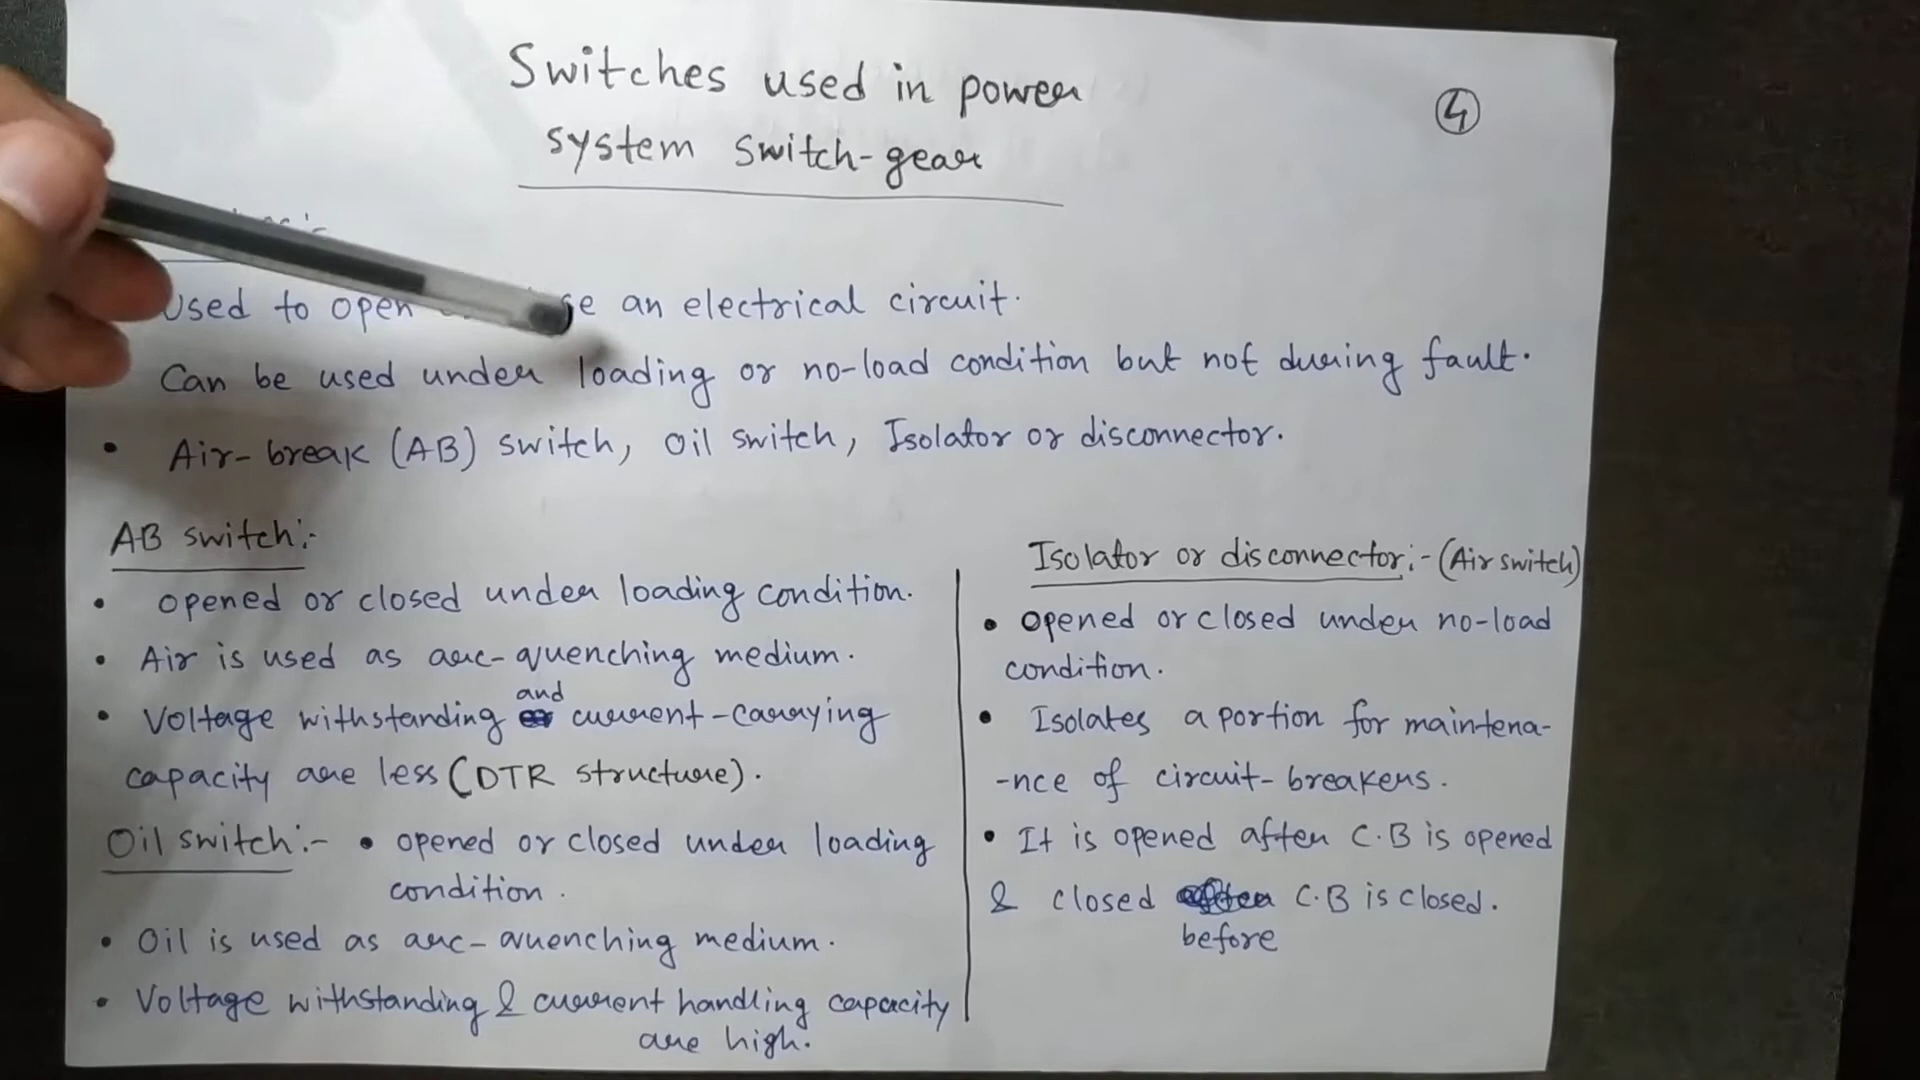 Switches used in power
system switch-gear
4
Used to open an electrical circuit.
Can be used under loading or no-load condition but not during fault.
• Air-break (AB) switch, Oil switch, Isolator or disconnector.
AB switch:-
• opened or closed under loading condition.
• Air is used as arc-quenching medium.
• Voltage withstanding and current-carrying
capacity are less (DTR structure).
Oil switch:- • opened or closed under loading
condition.
• Oil is used as arc-quenching medium.
• Voltage withstanding & current handling capacity
are high.
Isolator or disconnector:- (Air switch)
• opened or closed under no-load
condition.
• Isolates a portion for maintena-
-nce of circuit-breakers.
• It is opened after C.B is opened
& closed C.B is closed.
before